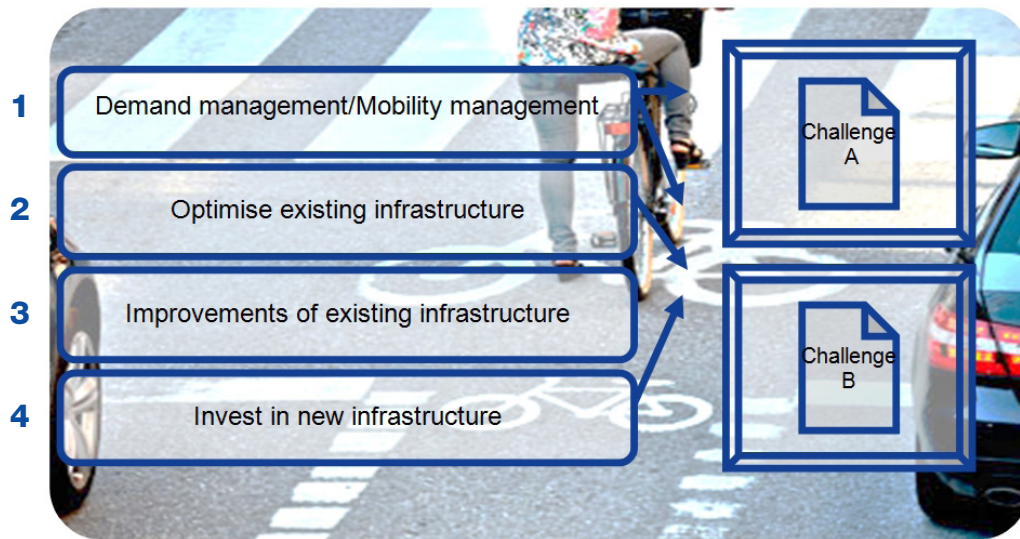 1 Demand management/Mobility management
2 Optimise existing infrastructure
3 Improvements of existing infrastructure
4 Invest in new infrastructure
Challenge
A
Challenge
B